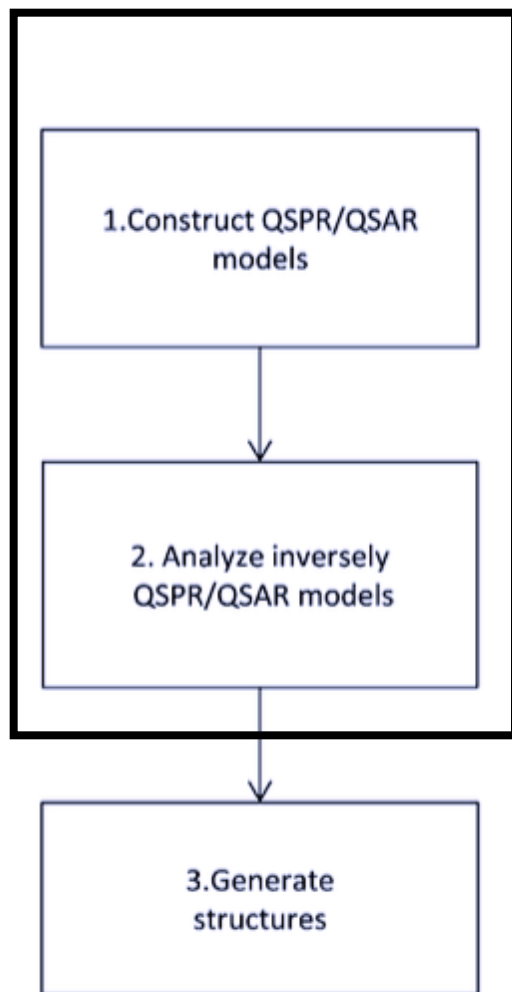 1.Construct QSPR/QSAR
models
2. Analyze inversely
QSPR/QSAR models
3.Generate
structures